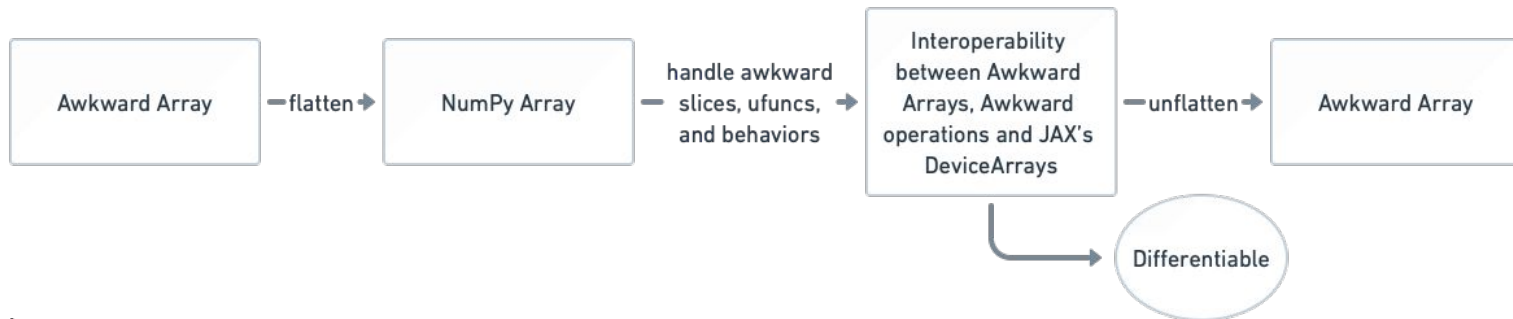 Awkward Array
flatten
NumPy Array
handle awkward
slices, ufuncs,
and behaviors
Interoperability
between Awkward
Arrays, Awkward
operations and JAX's
DeviceArrays
unflatten
Awkward Array
Differentiable